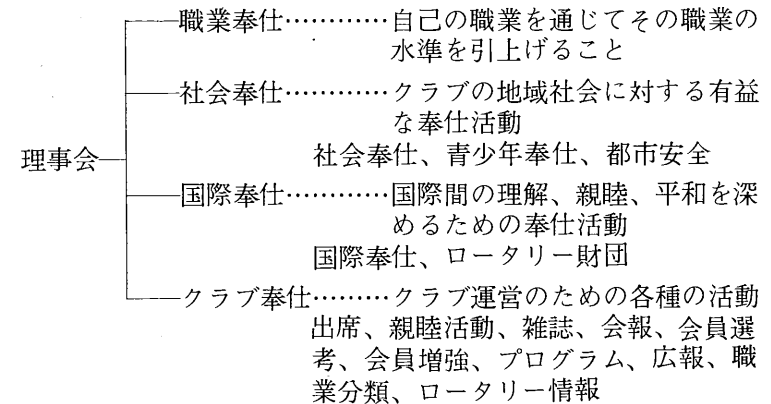 職業奉仕…………自己の職業を通じてその職業の
水準を引上げること
社会奉仕…………クラブの地域社会に対する有益
な奉仕活動
社会奉仕、青少年奉仕、都市安全
理事会
国際奉仕…………国際間の理解、親睦、平和を深
めるための奉仕活動
国際奉仕、ロータリー財団
クラブ奉仕………クラブ運営のための各種の活動
出席、親睦活動、雑誌、会報、会員選
考、会員増強、プログラム、広報、職
業分類、ロータリー情報